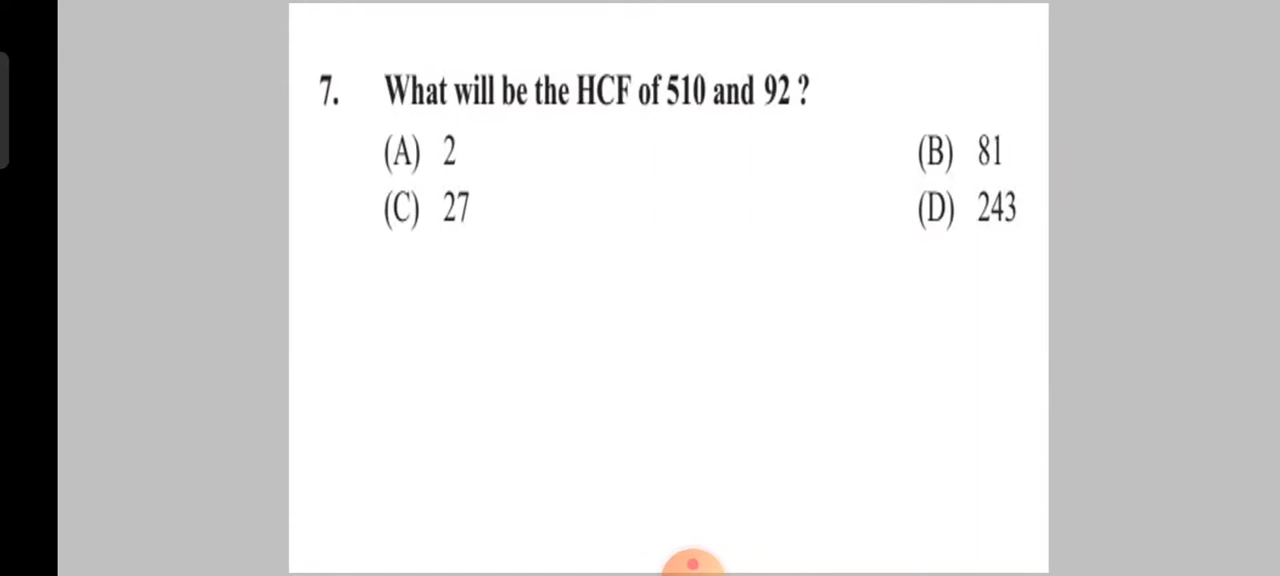 7. What will be the HCF of 510 and 92 ?
(A) 2 (B) 81
(C) 27 (D) 243